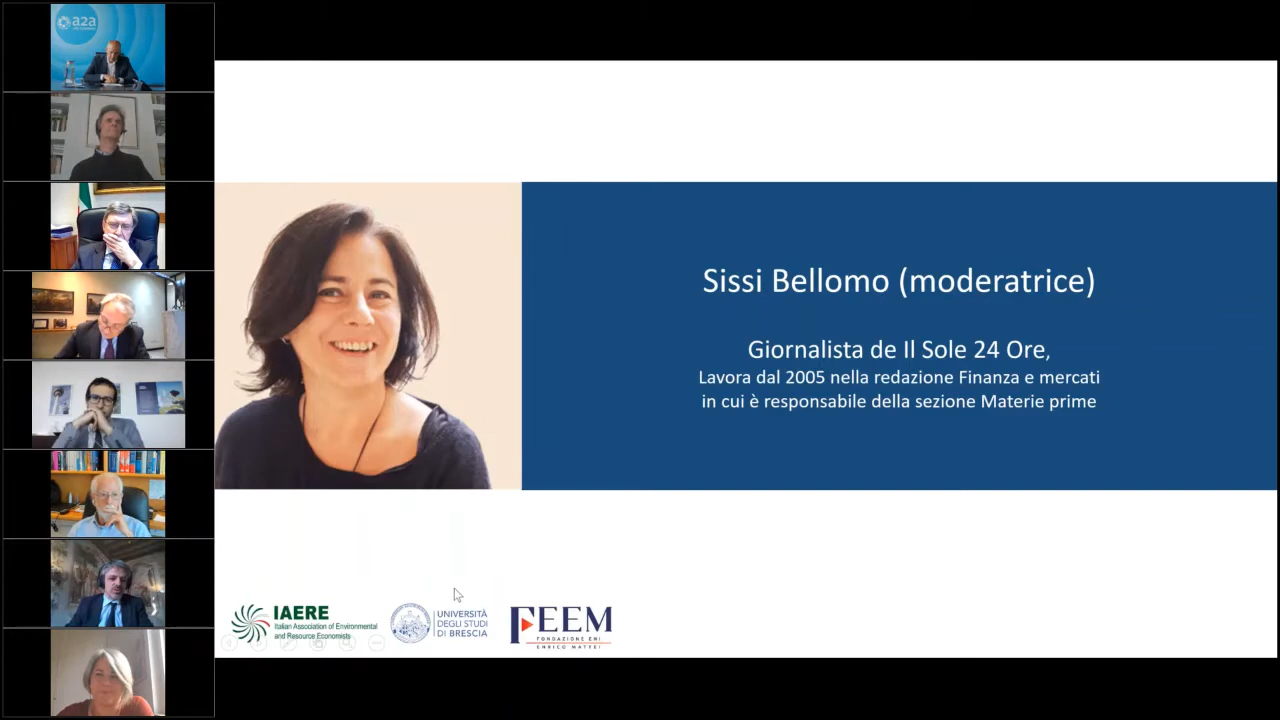 a2a
Sissi Bellomo (moderatrice)
Giornalista de Il Sole 24 Ore,
Lavora dal 2005 nella redazione Finanza e mercati
in cui è responsabile della sezione Materie prime
IAERE
Italian Association of Environmental
and Resource Economists
UNIVERSITÀ
DEGLI STUDI
DI BRESCIA
FEEM
FONDAZIONE ENI
ENRICO MATTEI